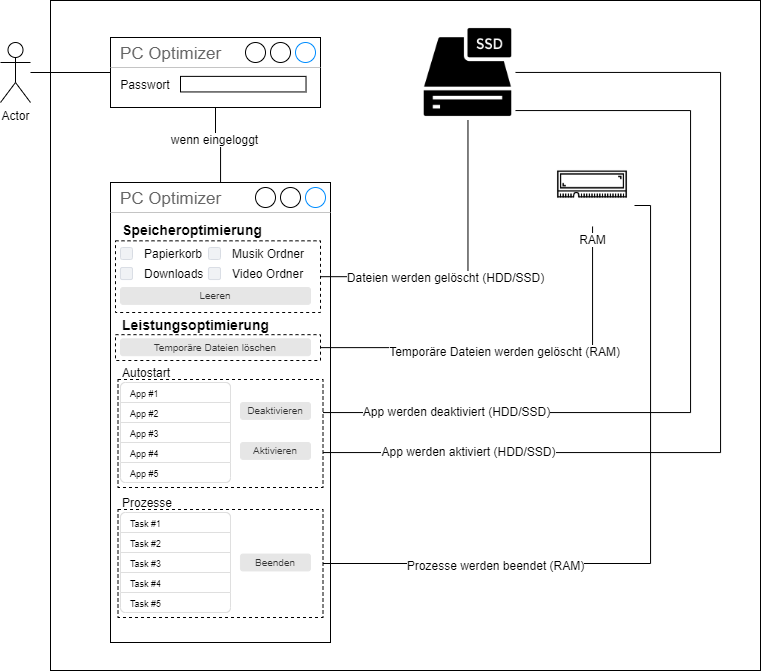 SSD
PC Optimizer
Passwort
Actor
wenn eingeloggt
PC Optimizer
Speicheroptimierung
Papierkorb Musik Ordner
Downloads Video Ordner
Leeren
RAM
Dateien werden gelöscht (HDD/SSD)
Leistungsoptimierung
Temporäre Dateien löschen
Temporäre Dateien werden gelöscht (RAM)
Autostart
App #1
App #2
App #3
App #4
App #5
Deaktivieren
Aktivieren
App werden deaktiviert (HDD/SSD)
App werden aktiviert (HDD/SSD)
Prozesse
Task #1
Task #2
Task #3
Task #4
Task #5
Beenden
Prozesse werden beendet (RAM)